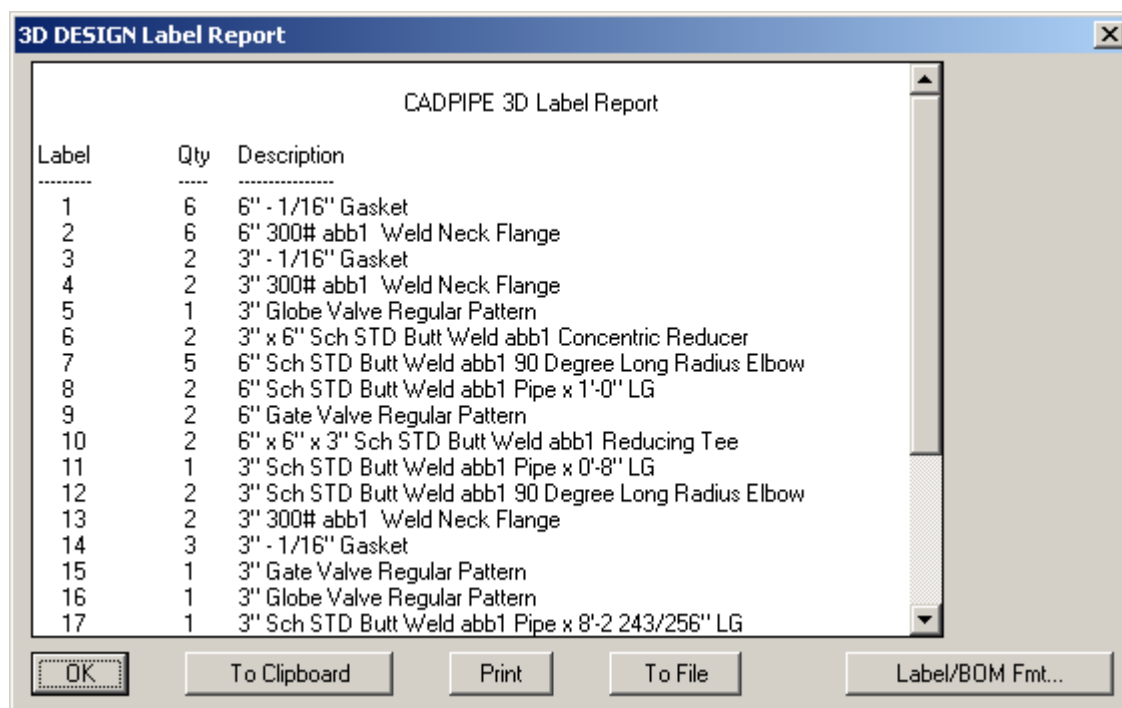 3D DESIGN Label Report
CADPIPE 3D Label Report
Label Qty Description
--------- ----- ----------------
1 6 6" - 1/16" Gasket
2 6 6" 300# abb1  Weld Neck Flange
3 2 3" - 1/16" Gasket
4 2 3" 300# abb1  Weld Neck Flange
5 1 3" Globe Valve Regular Pattern
6 2 3" x 6" Sch STD Butt Weld abb1 Concentric Reducer
7 5 6" Sch STD Butt Weld abb1 90 Degree Long Radius Elbow
8 2 6" Sch STD Butt Weld abb1 Pipe x 1'-0" LG
9 2 6" Gate Valve Regular Pattern
10 2 6" x 6" x 3" Sch STD Butt Weld abb1 Reducing Tee
11 1 3" Sch STD Butt Weld abb1 Pipe x 0'-8" LG
12 2 3" Sch STD Butt Weld abb1 90 Degree Long Radius Elbow
13 2 3" 300# abb1  Weld Neck Flange
14 3 3" - 1/16" Gasket
15 1 3" Gate Valve Regular Pattern
16 1 3" Globe Valve Regular Pattern
17 1 3" Sch STD Butt Weld abb1 Pipe x 8'-2 243/256" LG
OK To Clipboard Print To File Label/BOM Fmt...